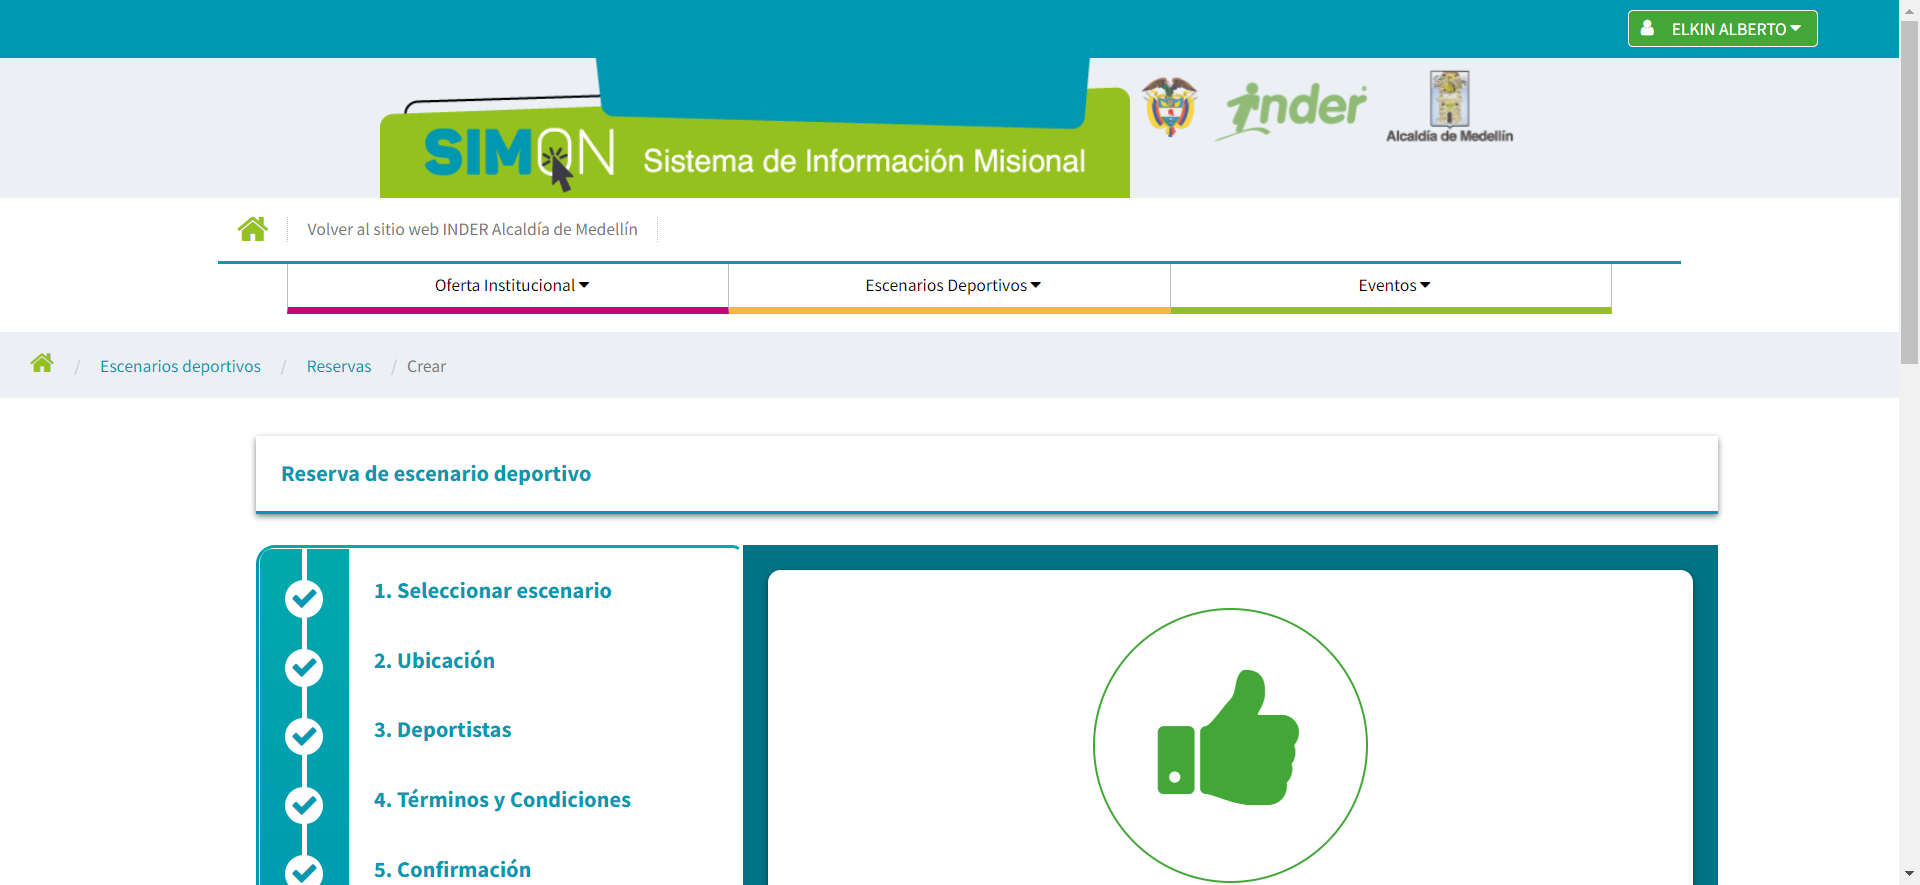 ELKIN ALBERTO
SIMON Sistema de Información Misional
inder
Alcaldía de Medellín
Volver al sitio web INDER Alcaldía de Medellín
Oferta Institucional Escenarios Deportivos Eventos
/ Escenarios deportivos / Reservas / Crear
Reserva de escenario deportivo
1. Seleccionar escenario
2. Ubicación
3. Deportistas
4. Términos y Condiciones
5. Confirmación